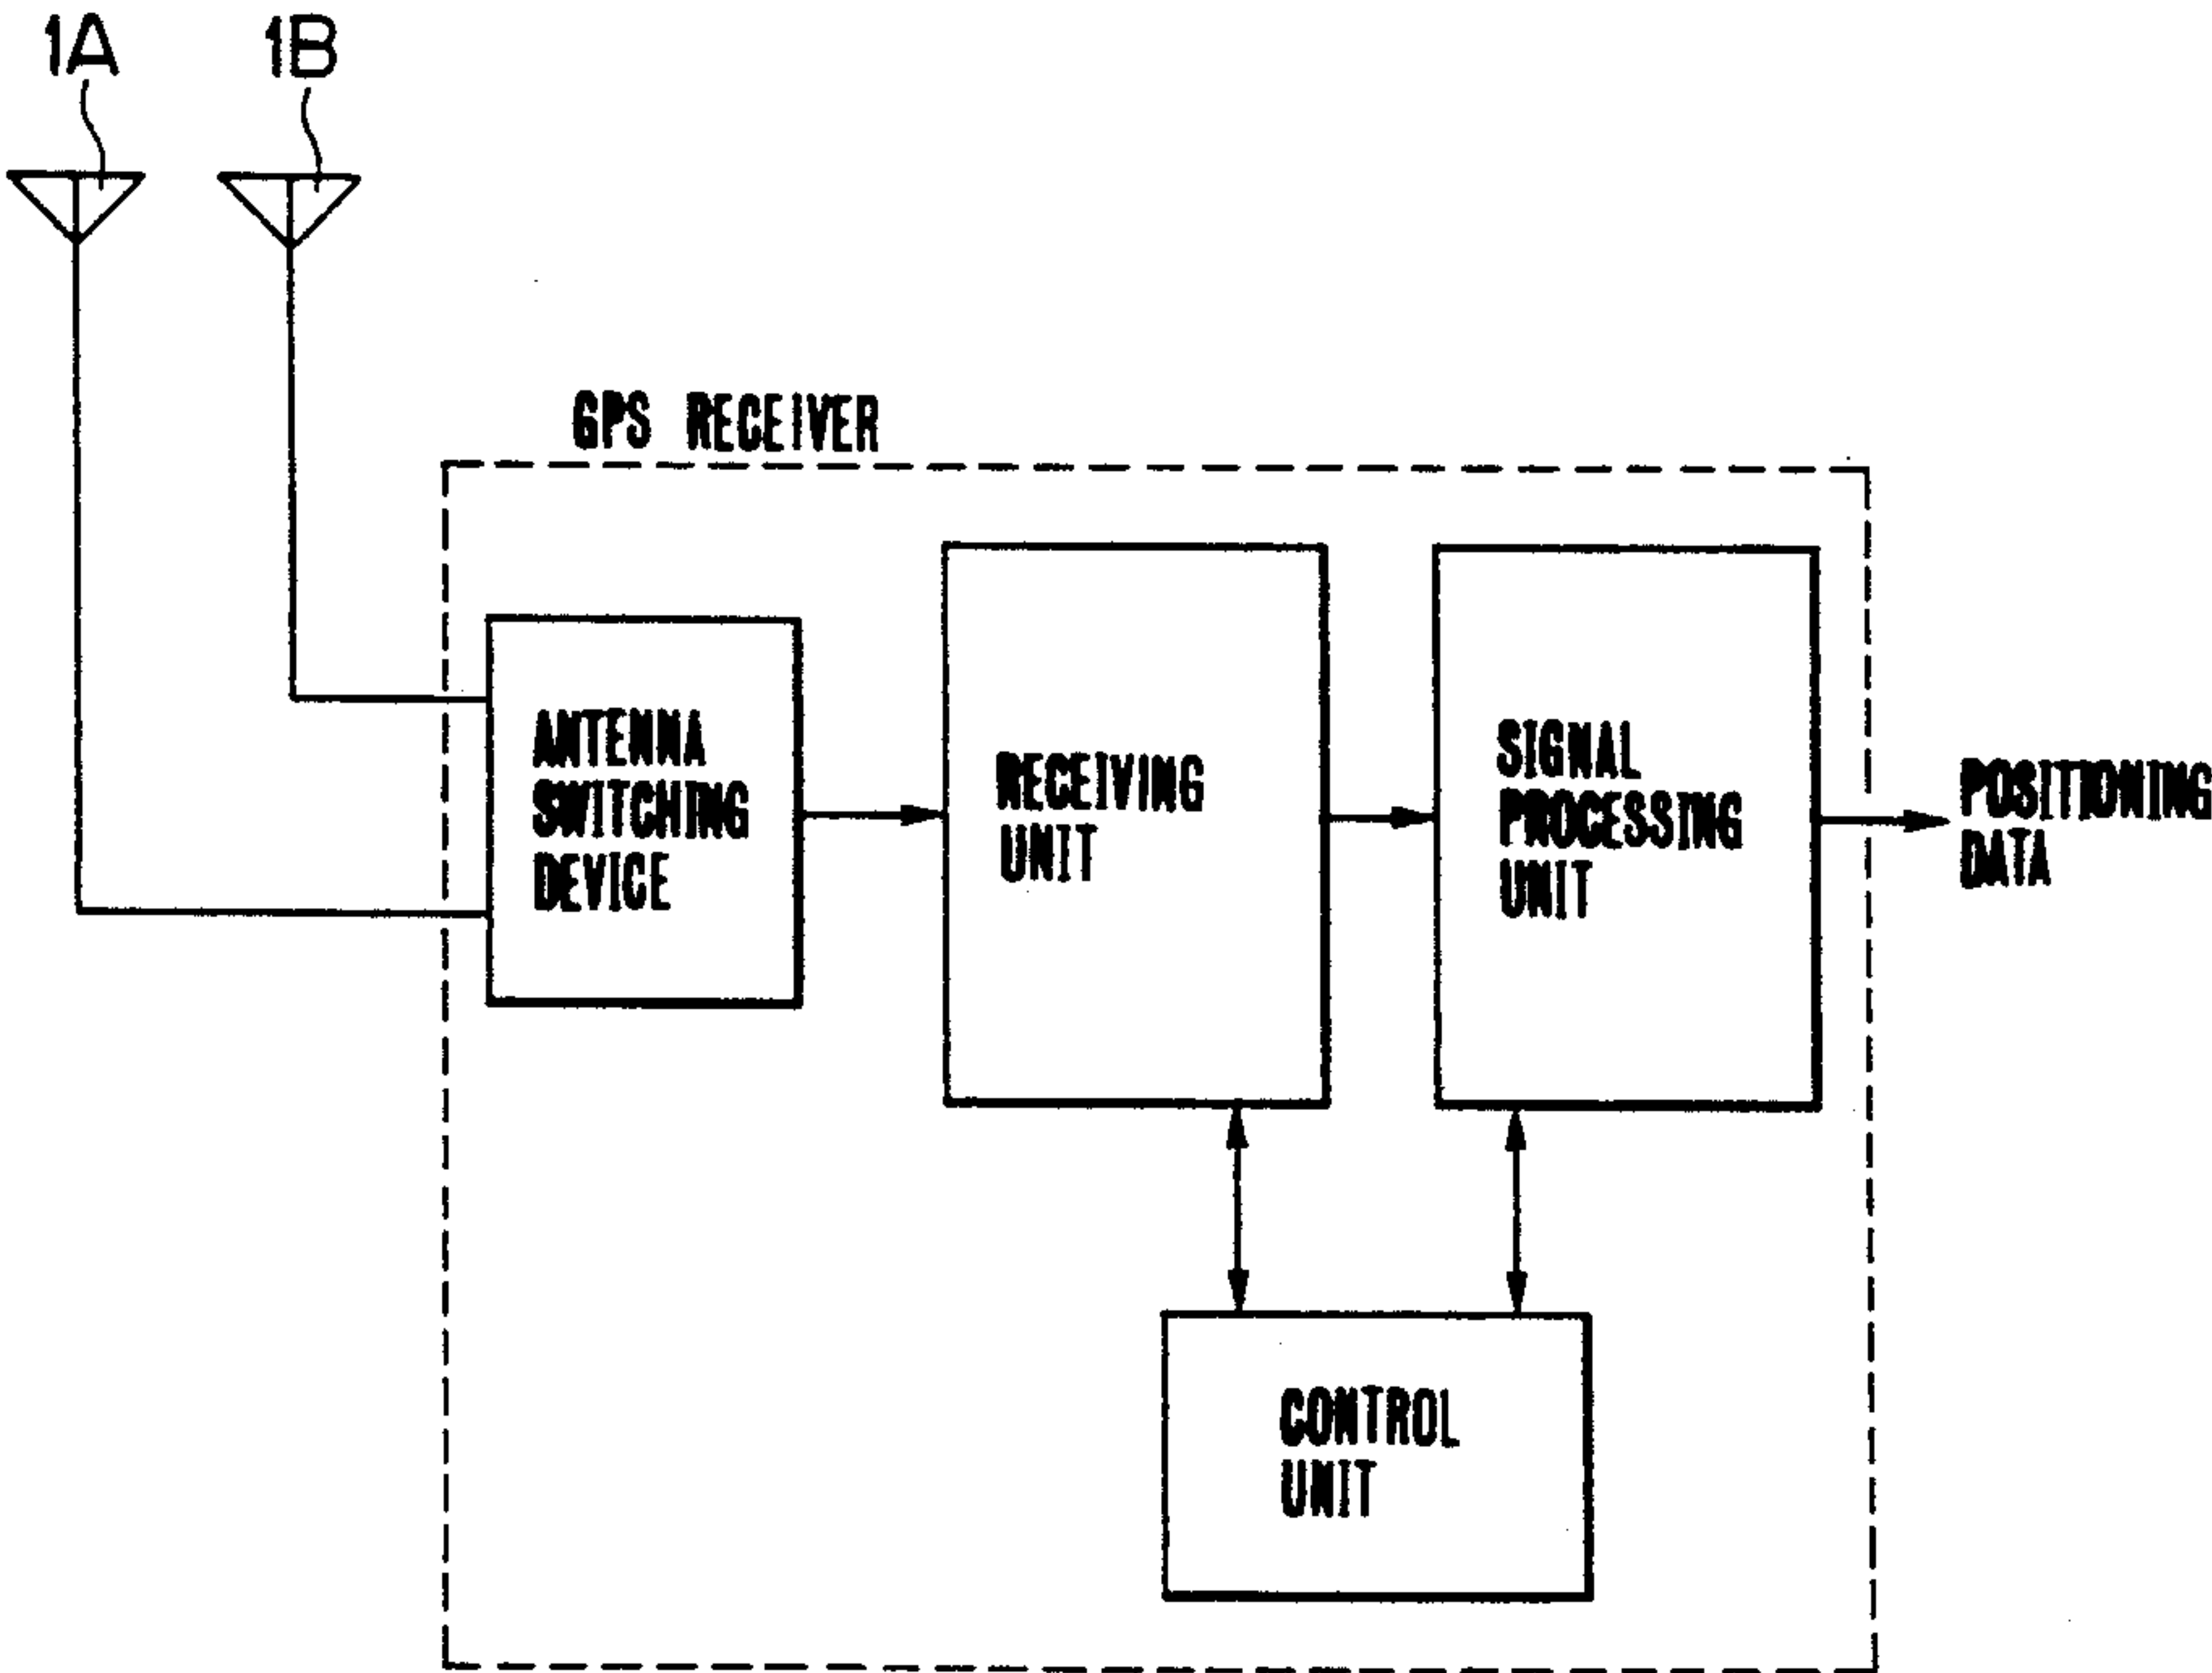 1A
1B
GPS RECEIVER
ANTENNA
SWITCHING
DEVICE
RECEIVING
UNIT
SIGNAL
PROCESSING
UNIT
POSITIONING
DATA
CONTROL
UNIT